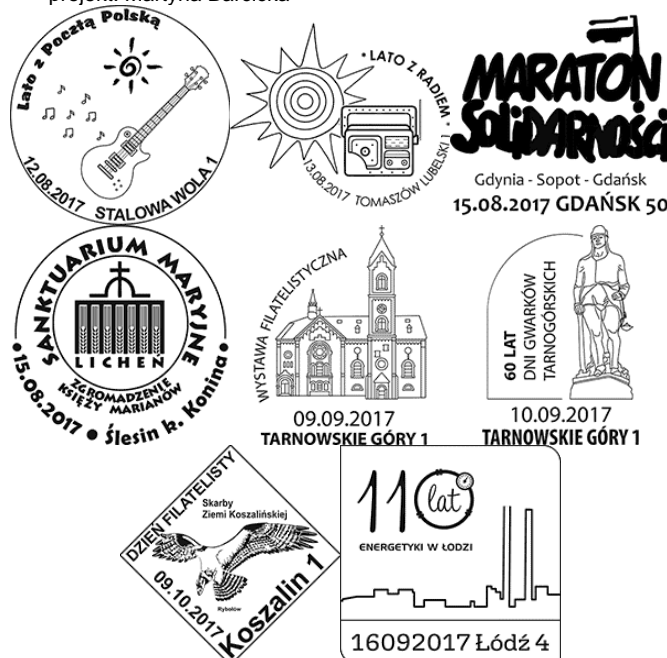 projekt: Martyna Barcicka
Lato z Pocztą Polską
12.08.2017 STALOWA WOLA 1
• LATO Z RADIEM •
13.08.2017 TOMASZÓW LUBELSKI 1
MARATON
SOLIDARNOŚCI
Gdynia - Sopot - Gdańsk
15.08.2017 GDAŃSK 50
SANKTUARIUM MARYJNE
LICHEŃ
ZGROMADZENIE
KSIĘŻY MARIANÓW
• 15.08.2017 • Ślesin k. Konina •
WYSTAWA FILATELISTYCZNA
09.09.2017
TARNOWSKIE GÓRY 1
60 LAT
DNI GWARKÓW
TARNOGÓRSKICH
10.09.2017
TARNOWSKIE GÓRY 1
DZIEŃ FILATELISTY
Skarby
Ziemi Koszalińskiej
Rybołów
09.10.2017
Koszalin 1
110 lat
ENERGETYKI W ŁODZI
16092017 Łódź 4